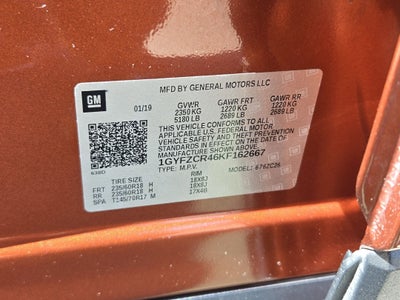 MFD BY GENERAL MOTORS LLC
GM
01/19
GVWR GAWR FRT GAWR RR
2350 KG 1220 KG 1220 KG
5180 LB 2689 LB 2689 LB
THIS VEHICLE CONFORMS TO ALL
APPLICABLE U.S. FEDERAL MOTOR
VEHICLE SAFETY AND THEFT PREVENTION
STANDARDS IN EFFECT ON THE DATE OF
MANUFACTURE SHOWN ABOVE.
1GYFZCR46KF162667
TYPE: M.P.V. MODEL: 6YZC26
TIRE SIZE RIM
FRT 235/60R18 H 18X8J
RR 235/60R18 H 18X8J
SPA T145/70R17 M 17X4B